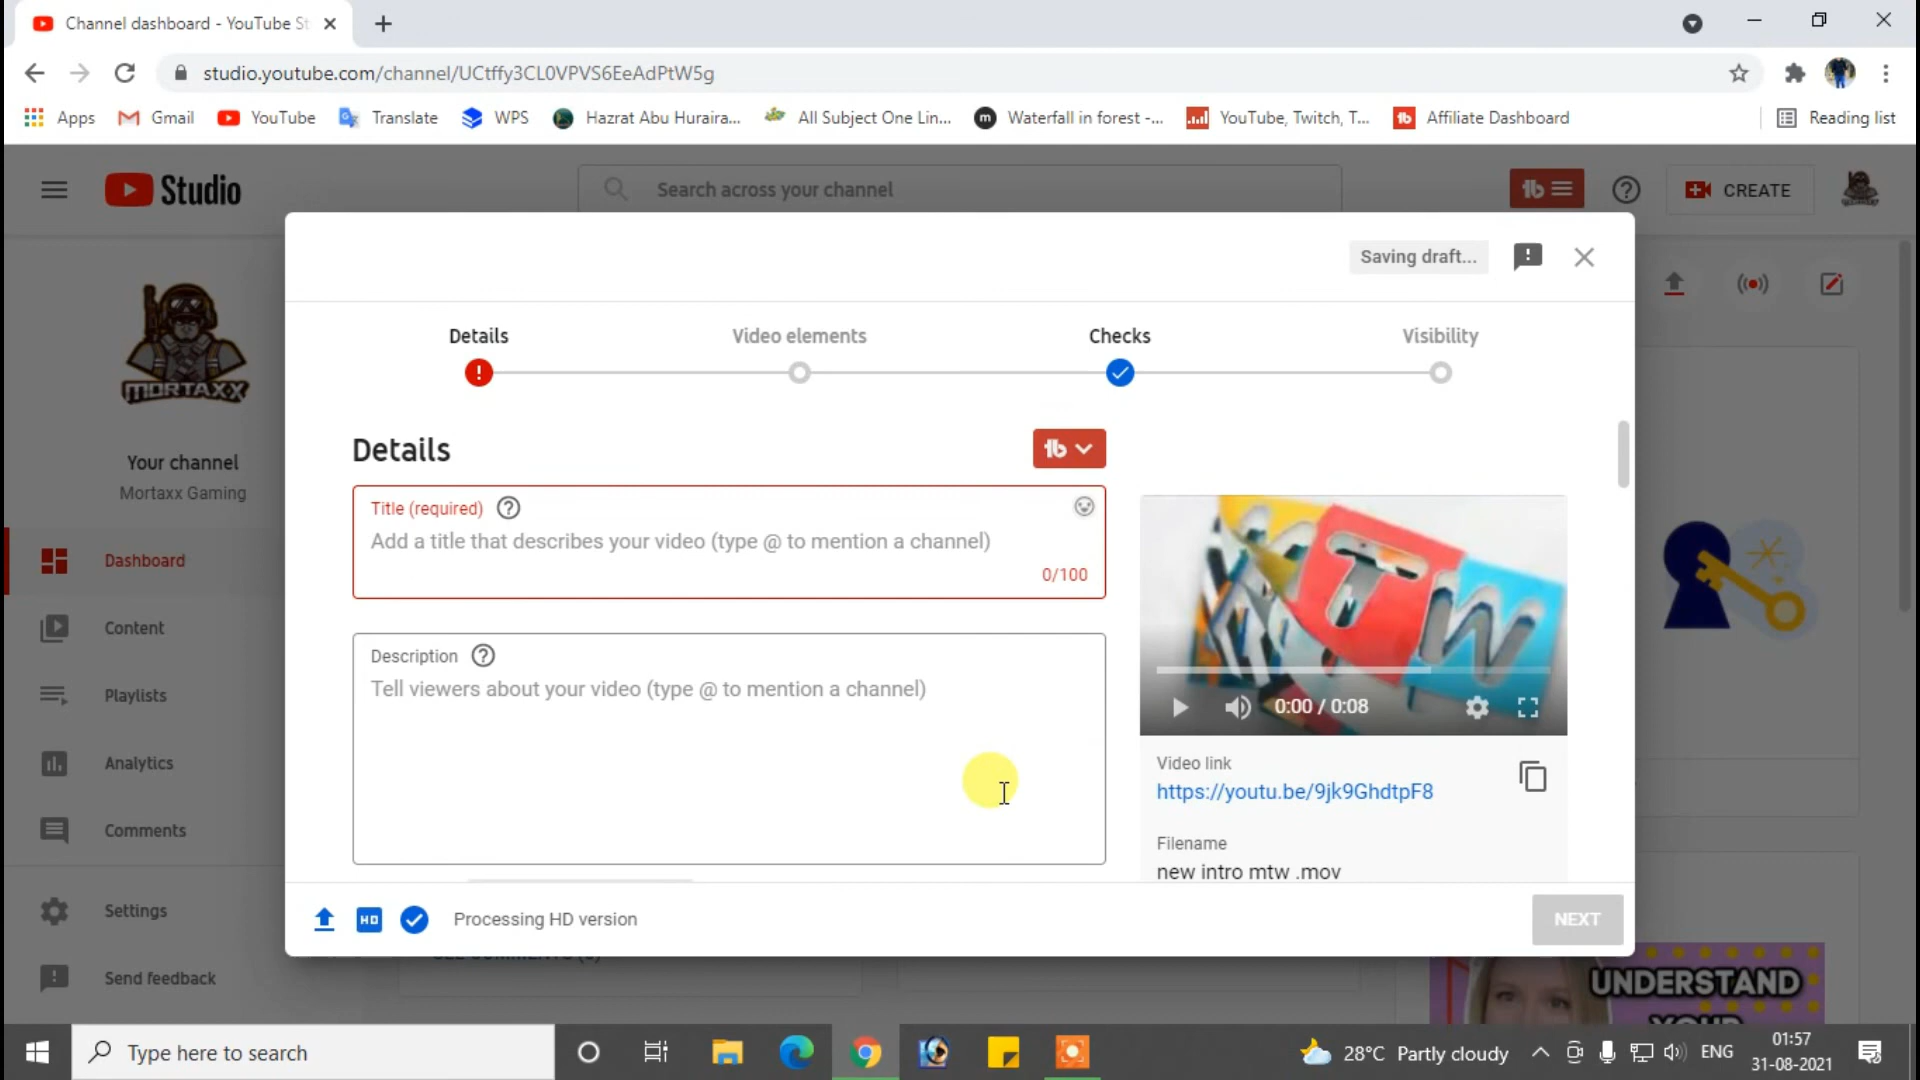 Channel dashboard - YouTube St
studio.youtube.com/channel/UCtffy3CL0VPVS6EeAdPtW5g
Apps
Gmail
YouTube
Translate
WPS
Hazrat Abu Huraira...
All Subject One Lin...
Waterfall in forest -...
YouTube, Twitch, T...
Affiliate Dashboard
Reading list
Studio
Search across your channel
CREATE
Saving draft...
Details
Video elements
Checks
Visibility
MORTAXX
Your channel
Mortaxx Gaming
Dashboard
Content
Playlists
Analytics
Comments
Settings
Send feedback
Details
Title (required)
Add a title that describes your video (type @ to mention a channel)
0/100
Description
Tell viewers about your video (type @ to mention a channel)
TW
0:00 / 0:08
Video link
https://youtu.be/9jk9GhdtpF8
Filename
new intro mtw .mov
HD
Processing HD version
NEXT
UNDERSTAND
YOUR
Type here to search
28°C Partly cloudy
ENG
01:57
31-08-2021